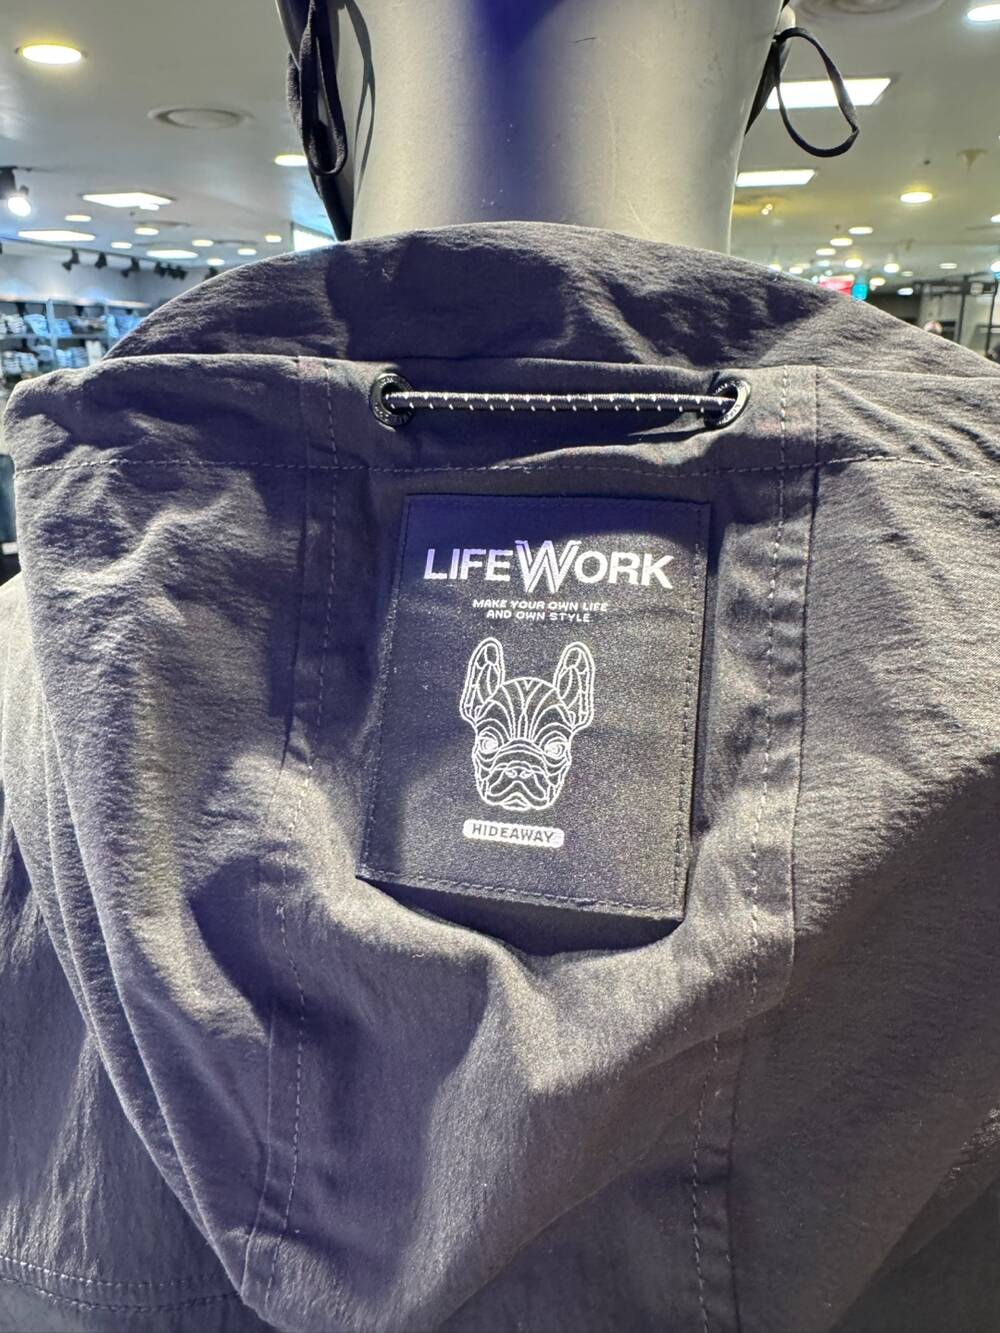 LIFEWORK
MAKE YOUR OWN LIFE
AND OWN STYLE
HIDEAWAY